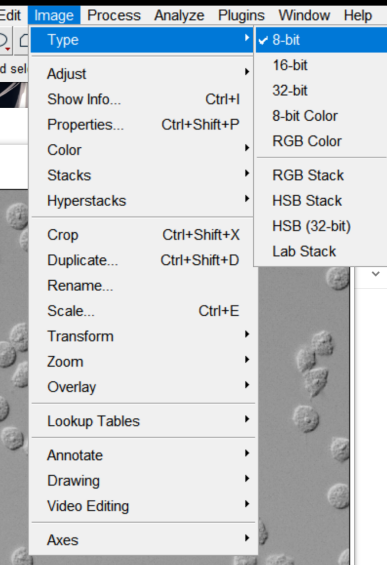 Edit Image Process Analyze Plugins Window Help
Type
8-bit
16-bit
32-bit
8-bit Color
RGB Color
RGB Stack
HSB Stack
HSB (32-bit)
Lab Stack
Adjust
Show Info... Ctrl+I
Properties... Ctrl+Shift+P
Color
Stacks
Hyperstacks
Crop Ctrl+Shift+X
Duplicate... Ctrl+Shift+D
Rename...
Scale... Ctrl+E
Transform
Zoom
Overlay
Lookup Tables
Annotate
Drawing
Video Editing
Axes